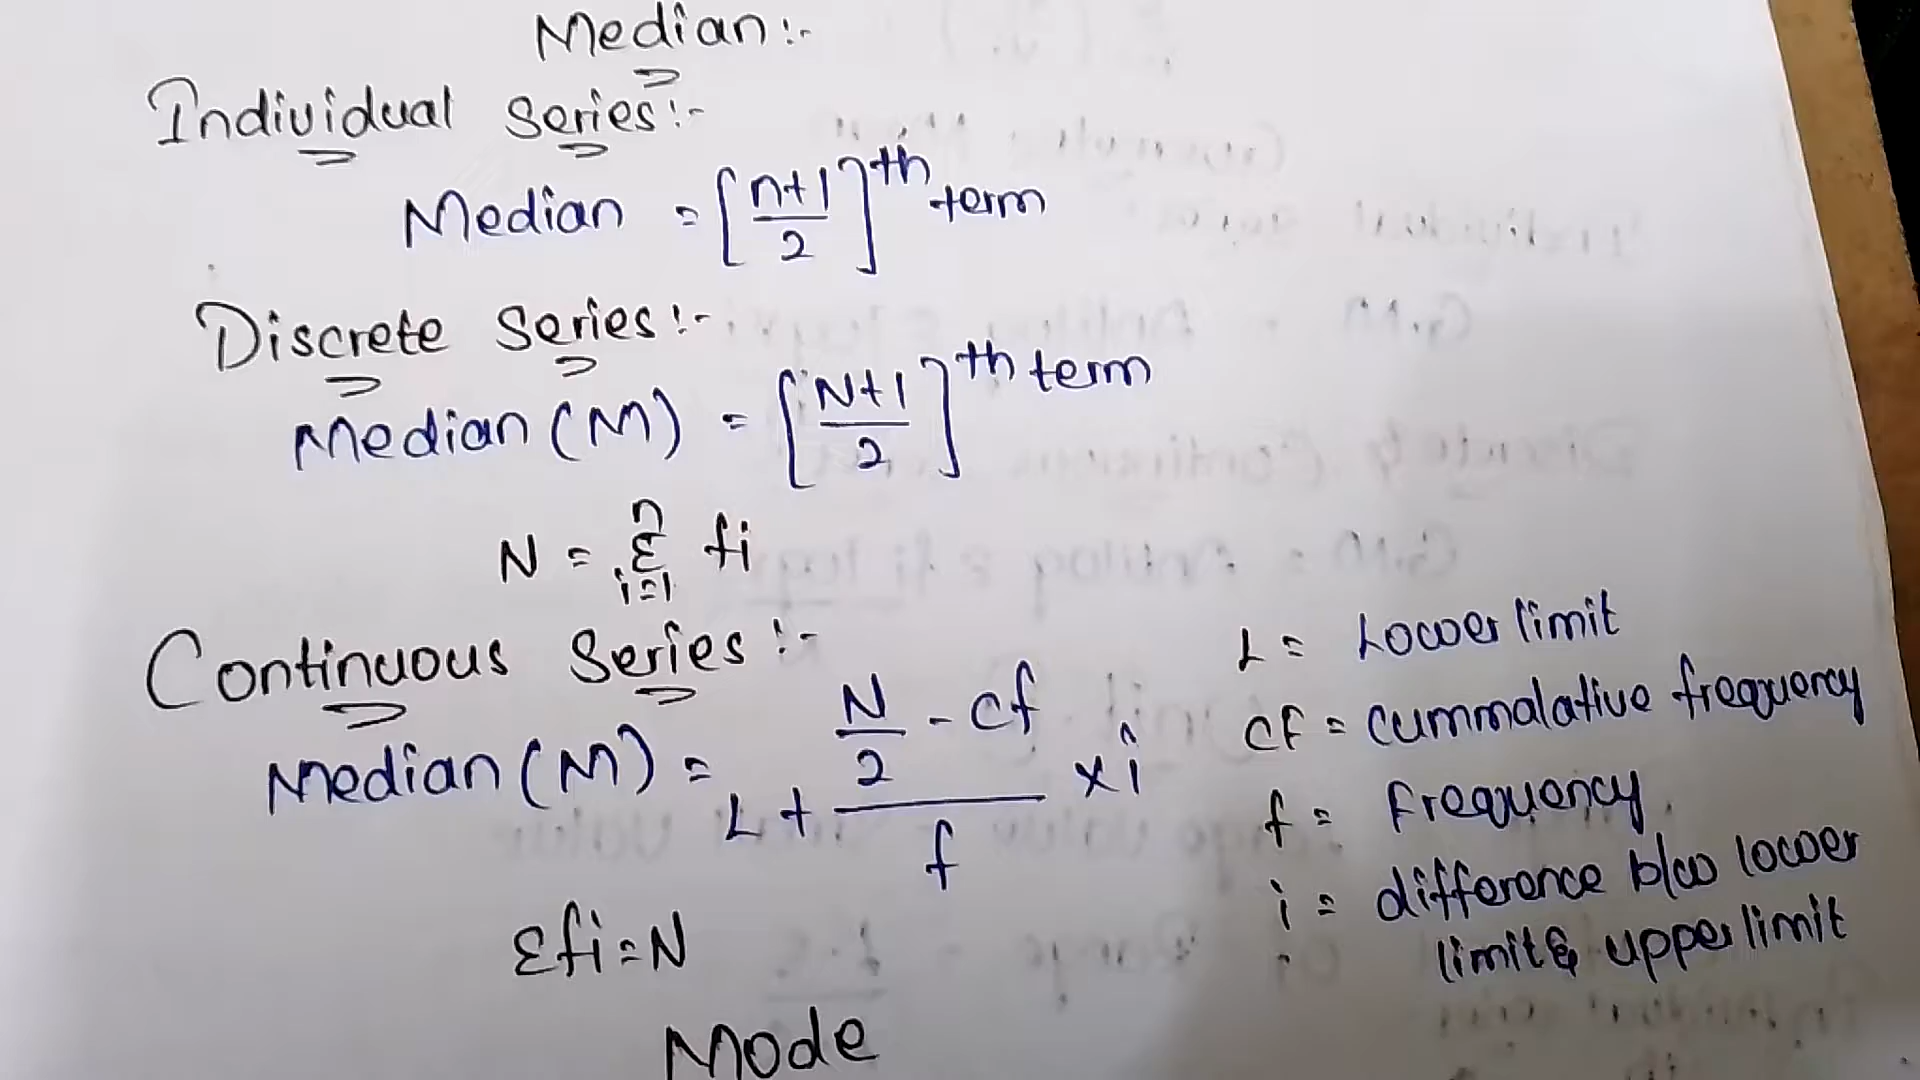 Median:-
Individual Series:-
Median = [n+1/2]th term
Discrete Series:-
Median (M) = [N+1/2]th term
N = Σ i=1 n fi
Continuous Series:-
Median (M) = L + (N/2 - cf)/f × i
L = Lower limit
CF = Cummalative frequency
f = Frequency
i = difference b/w lower
limit & upper limit
Σfi = N
Mode